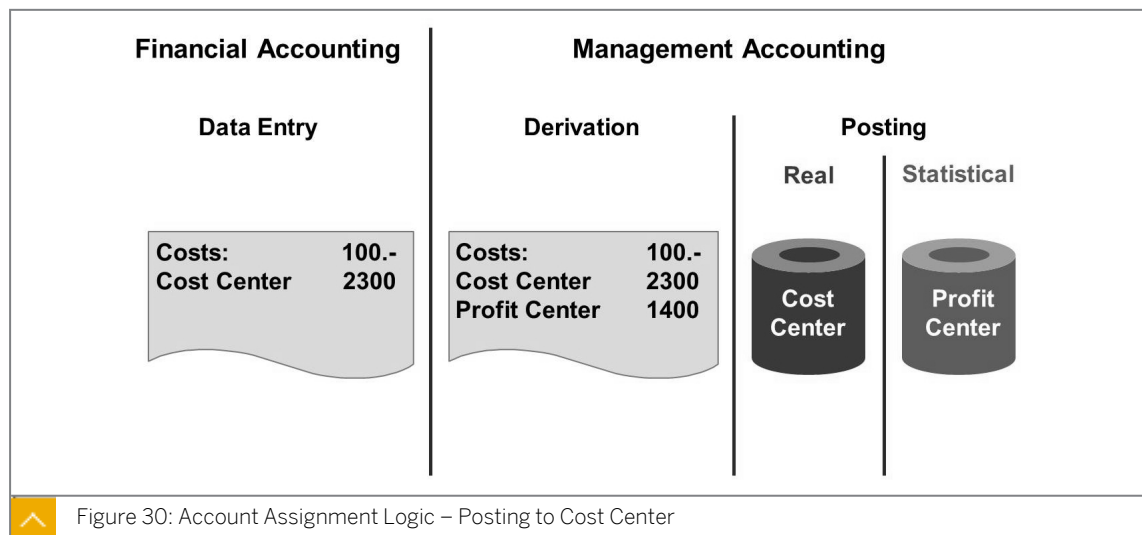 Financial Accounting
Management Accounting
Data Entry
Derivation
Posting
Real
Statistical
Costs: 100.-
Cost Center 2300
Costs: 100.-
Cost Center 2300
Profit Center 1400
Cost
Center
Profit
Center
Figure 30: Account Assignment Logic – Posting to Cost Center